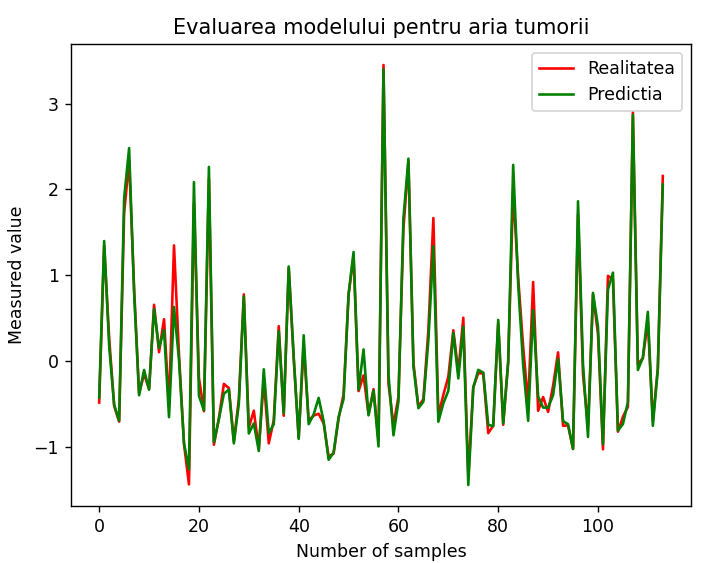 Evaluarea modelului pentru aria tumorii
Realitatea
Predictia
Measured value
3
2
1
0
−1
0 20 40 60 80 100
Number of samples